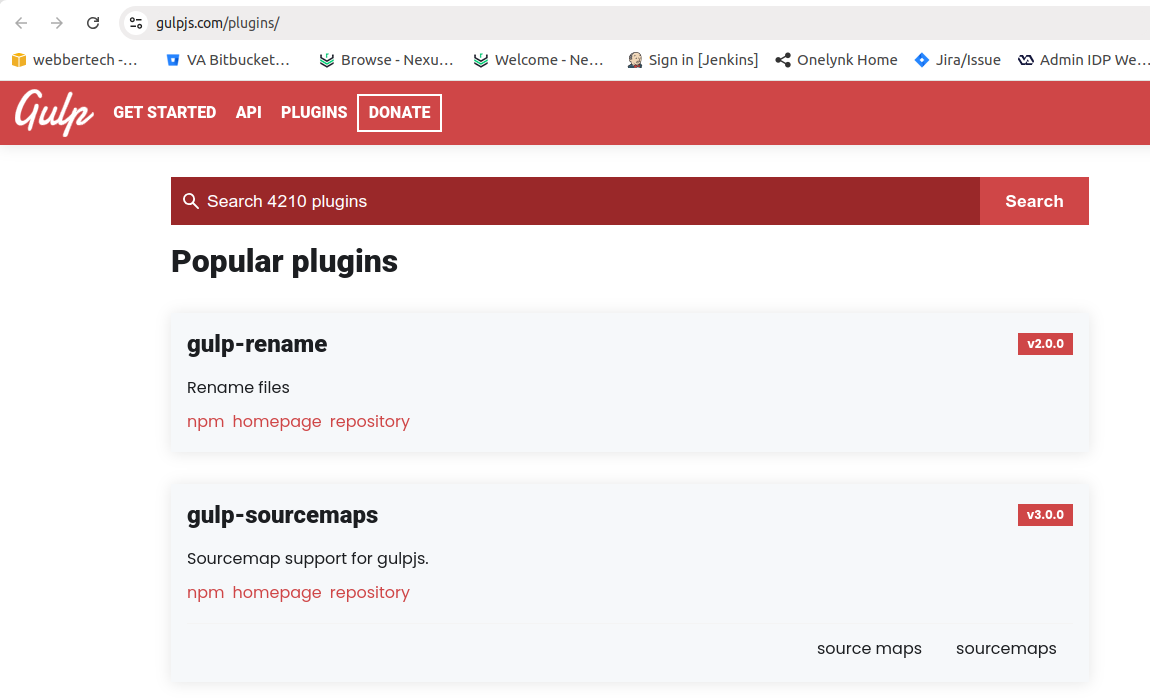 gulpjs.com/plugins/
webbertech -... VA Bitbucket... Browse - Nexu... Welcome - Ne... Sign in [Jenkins] Onelynk Home Jira/Issue Admin IDP We...
Gulp GET STARTED API PLUGINS DONATE
Search 4210 plugins Search
Popular plugins
gulp-rename v2.0.0
Rename files
npm homepage repository
gulp-sourcemaps v3.0.0
Sourcemap support for gulpjs.
npm homepage repository
source maps sourcemaps